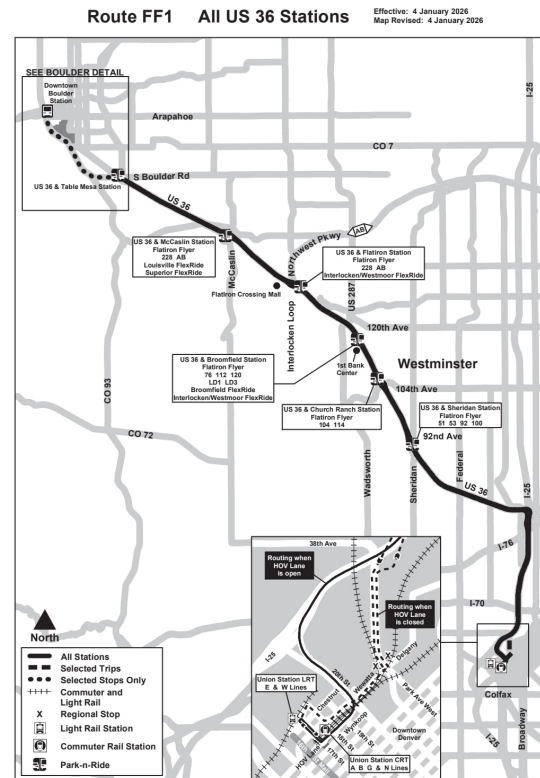 Route FF1 All US 36 Stations
Effective: 4 January 2026
Map Revised: 4 January 2026
SEE BOULDER DETAIL
Downtown
Boulder
Station
Arapahoe
I-25
CO 7
S Boulder Rd
US 36 & Table Mesa Station
US 36
Northwest Pkwy
AB
US 36 & McCaslin Station
Flatiron Flyer
228 AB
Louisville FlexRide
Superior FlexRide
McCaslin
US 36 & Flatiron Station
Flatiron Flyer
228 AB
Interlocken/Westmoor FlexRide
Flatiron Crossing Mall
Interlocken Loop
US 287
120th Ave
1st Bank
Center
US 36 & Broomfield Station
Flatiron Flyer
76 112 120
LD1 LD3
Broomfield FlexRide
Interlocken/Westmoor FlexRide
Westminster
104th Ave
US 36 & Church Ranch Station
Flatiron Flyer
104 114
US 36 & Sheridan Station
Flatiron Flyer
51 53 92 100
92nd Ave
CO 93
CO 72
Wadsworth
Sheridan
Federal
US 36
I-25
I-76
I-70
38th Ave
Routing when
HOV Lane
is open
Routing when
HOV Lane
is closed
I-25
20th St
Wewatta
Delgany
Park Ave West
Union Station LRT
E & W Lines
Chestnut
Wynkoop
18th St
16th St
17th St
HOV Lane
Downtown
Denver
Union Station CRT
A B G & N Lines
Colfax
Broadway
I-25
North
All Stations
Selected Trips
Selected Stops Only
Commuter and
Light Rail
X Regional Stop
Light Rail Station
Commuter Rail Station
Park-n-Ride